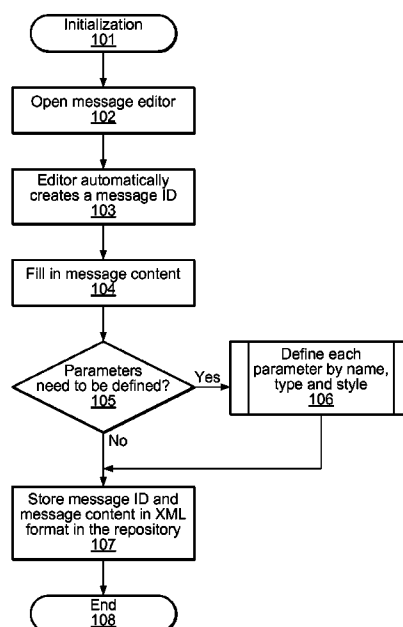 Initialization
101
Open message editor
102
Editor automatically
creates a message ID
103
Fill in message content
104
Parameters
need to be defined?
105
Yes
Define each
parameter by name,
type and style
106
No
Store message ID and
message content in XML
format in the repository
107
End
108